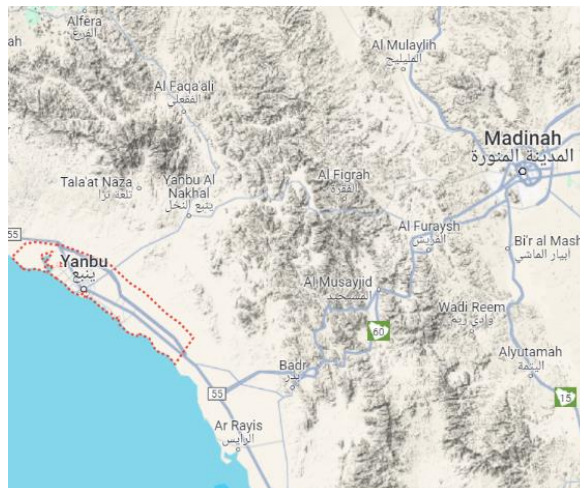 Alfera
الفرع
ah
Al Mulaylih
المليليح
Al Faqa'ali
الفقعلي
Madinah
المدينة المنورة
Tala'at Naza
تلعة نزا
Yanbu Al
Nakhal
ينبع النخل
Al Figrah
الفقرة
Al Furaysh
الفريش
55
Yanbu
ينبع
Bi'r al Mash
آبيار الماشي
Al Musayjid
المسيجيد
Wadi Reem
وادي ريم
60
Badr
بدر
Alyutamah
اليتمة
55
15
Ar Rayis
الرايس